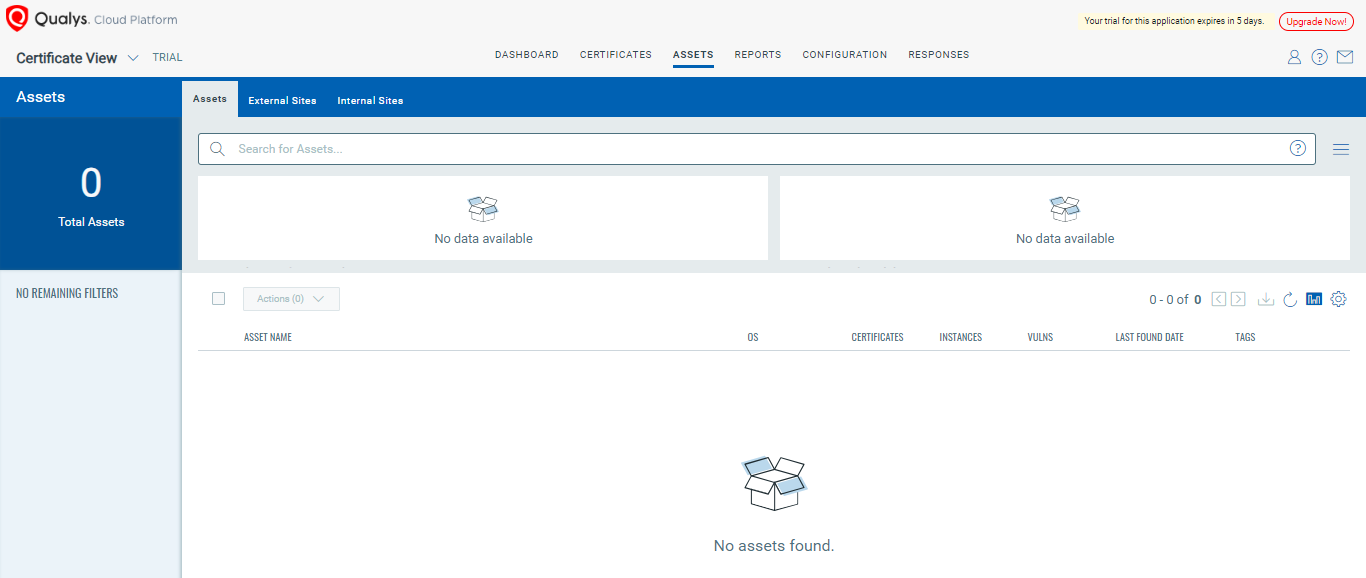 Qualys. Cloud Platform
Your trial for this application expires in 5 days.
Upgrade Now!
Certificate View
TRIAL
DASHBOARD
CERTIFICATES
ASSETS
REPORTS
CONFIGURATION
RESPONSES
Assets
Assets
External Sites
Internal Sites
Search for Assets...
0
Total Assets
No data available
No data available
NO REMAINING FILTERS
Actions (0)
0 - 0 of 0
ASSET NAME
OS
CERTIFICATES
INSTANCES
VULNS
LAST FOUND DATE
TAGS
No assets found.